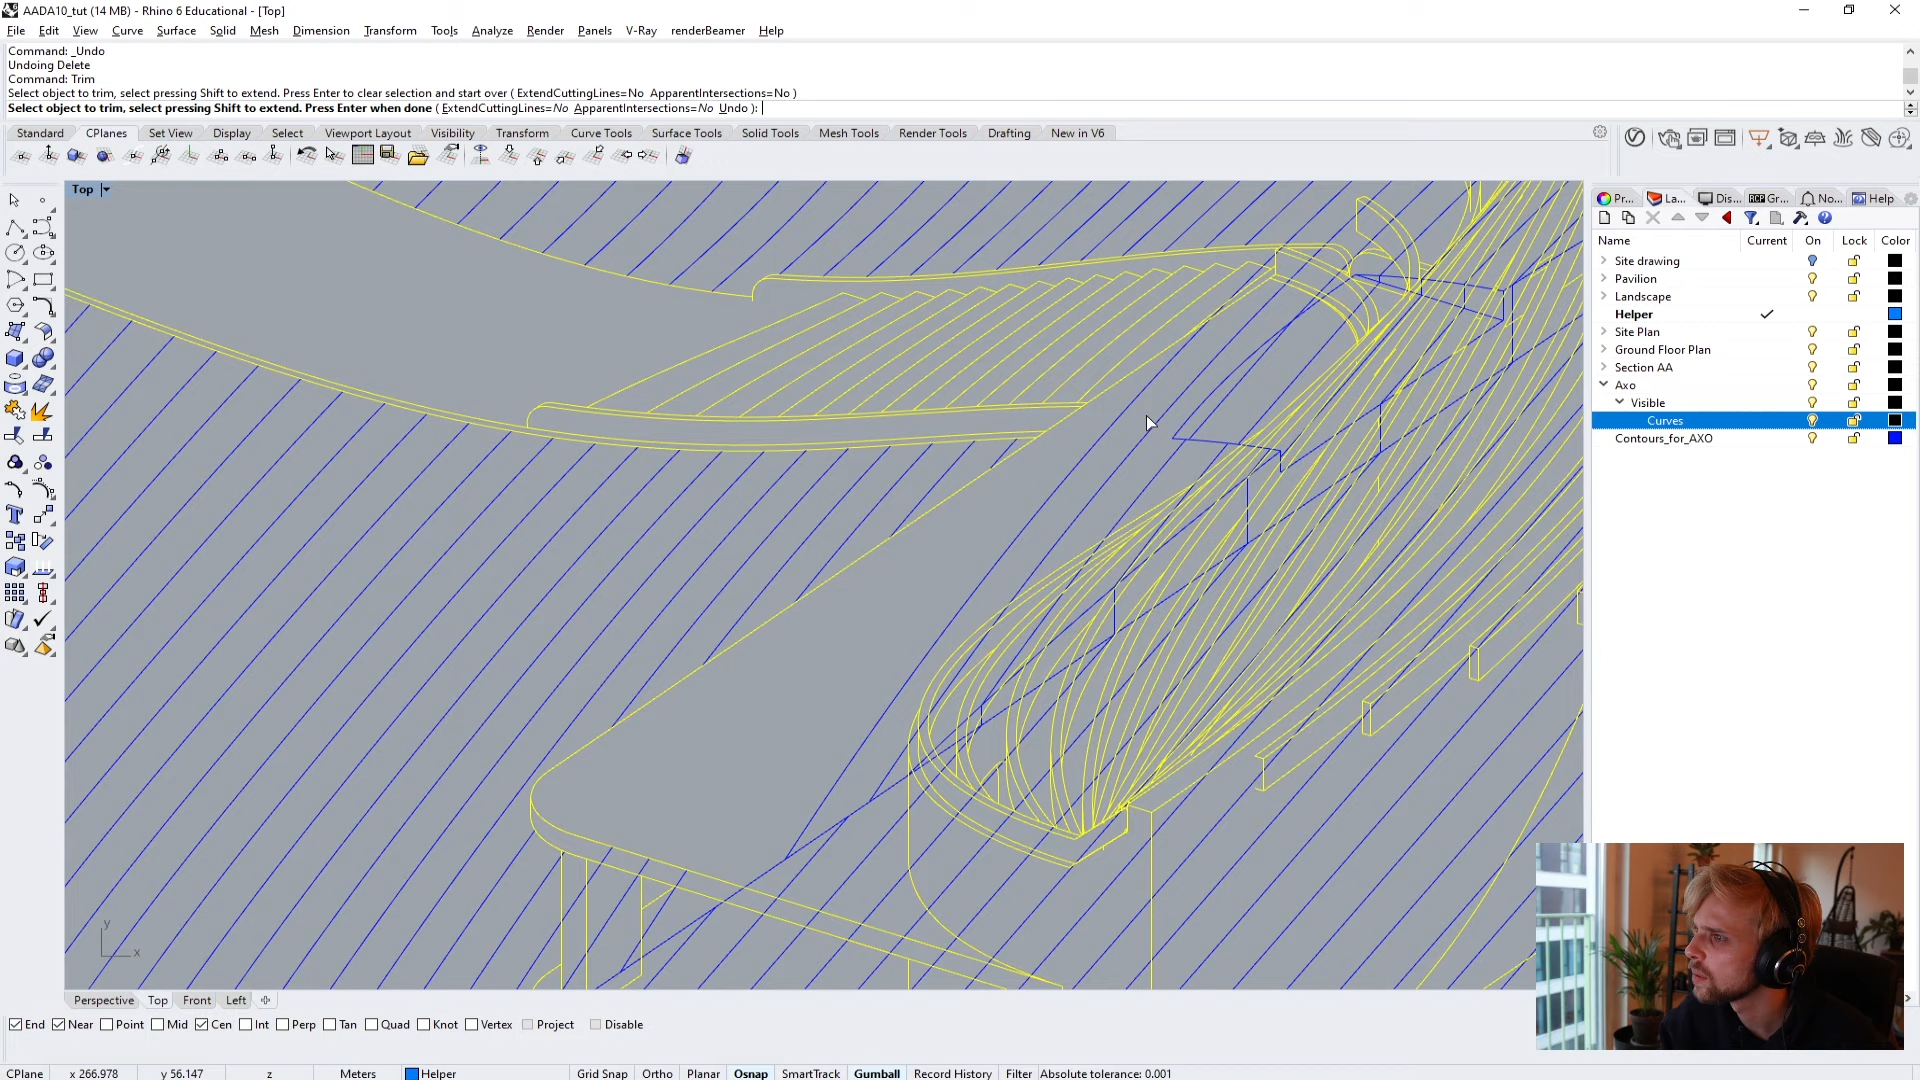 AADA10_tut (14 MB) - Rhino 6 Educational - [Top]
File Edit View Curve Surface Solid Mesh Dimension Transform Tools Analyze Render Panels V-Ray renderBeamer Help
Command: _Undo
Undoing Delete
Command: Trim
Select object to trim, select pressing Shift to extend. Press Enter to clear selection and start over ( ExtendCuttingLines=No ApparentIntersections=No )
Select object to trim, select pressing Shift to extend. Press Enter when done ( ExtendCuttingLines=No ApparentIntersections=No Undo ):
Standard CPlanes Set View Display Select Viewport Layout Visibility Transform Curve Tools Surface Tools Solid Tools Mesh Tools Render Tools Drafting New in V6
Top
Pr... La... Dis... Gr... No... Help
Name Current On Lock Color
Site drawing
Pavilion
Landscape
Helper
Site Plan
Ground Floor Plan
Section AA
Axo
Visible
Curves
Contours_for_AXO
y
x
Perspective Top Front Left
End Near Point Mid Cen Int Perp Tan Quad Knot Vertex Project Disable
CPlane x 266.978 y 56.147 z Meters Helper Grid Snap Ortho Planar Osnap SmartTrack Gumball Record History Filter Absolute tolerance: 0.001